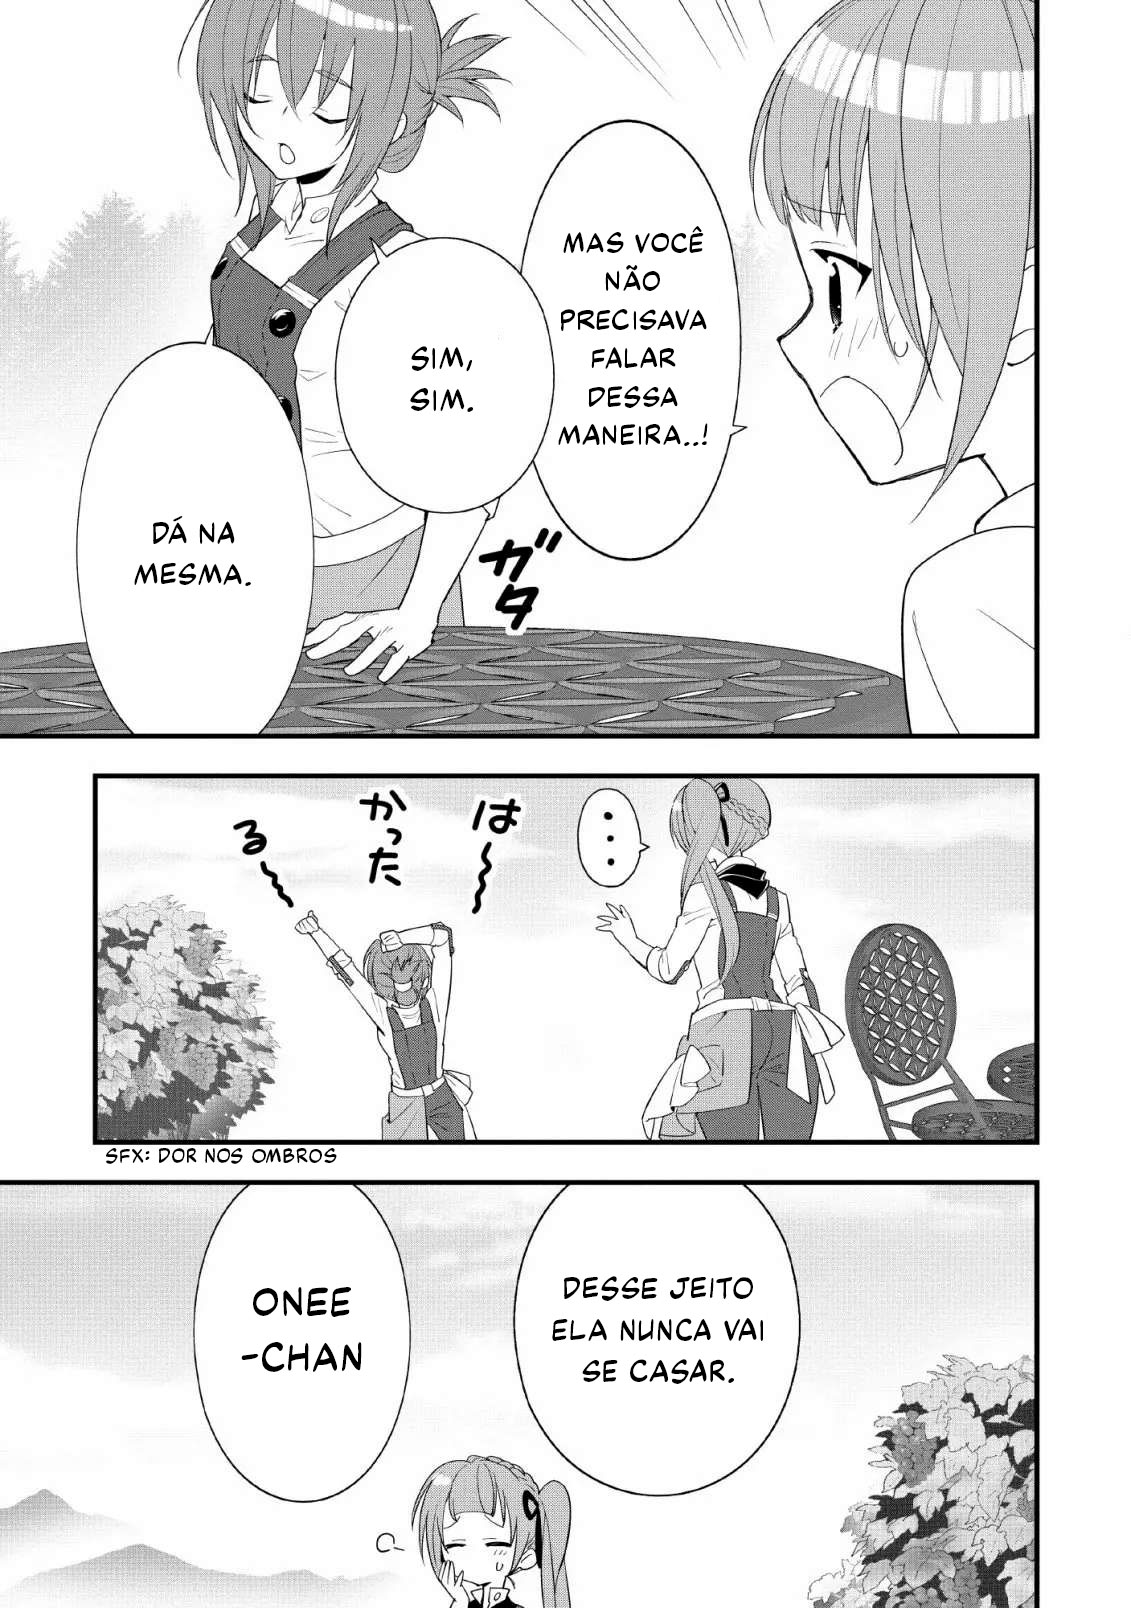 MAS VOCÊ
NÃO
PRECISAVA
FALAR
DESSA
MANEIRA..!
SIM,
SIM.
DÁ NA
MESMA.
ガタ
...
は～
かった
る～
SFX: DOR NOS OMBROS
DESSE JEITO
ELA NUNCA VAI
SE CASAR.
ONEE
-CHAN